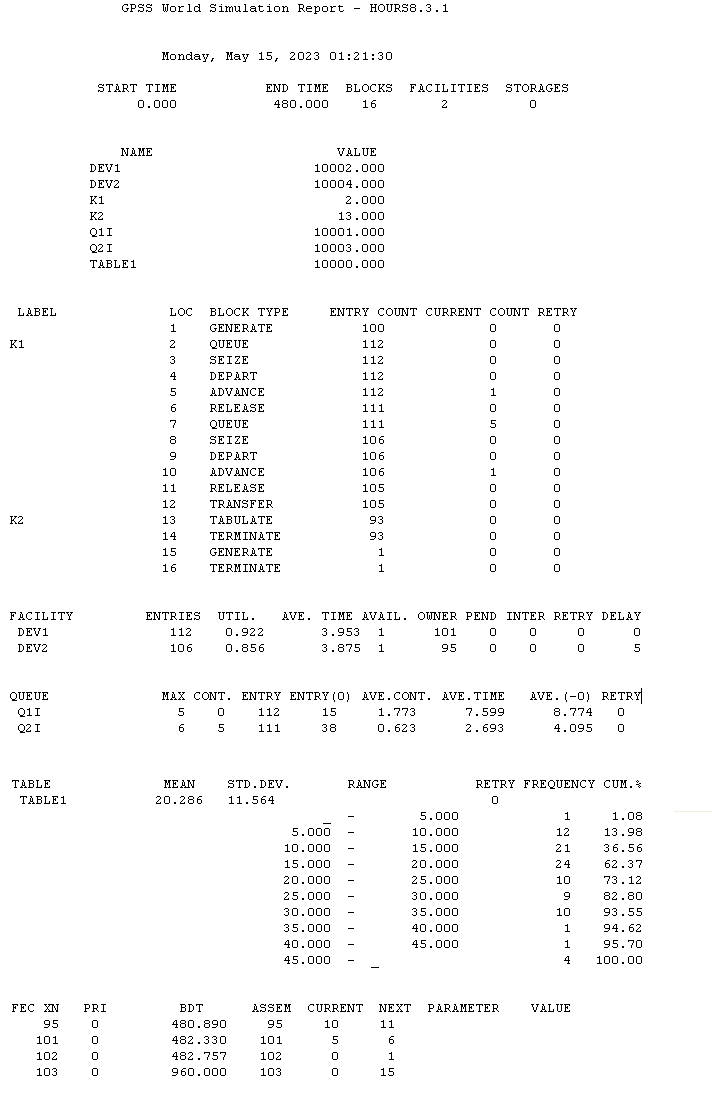 GPSS World Simulation Report - HOURS8.3.1
Monday, May 15, 2023 01:21:30
START TIME END TIME BLOCKS FACILITIES STORAGES
0.000 480.000 16 2 0
NAME VALUE
DEV1 10002.000
DEV2 10004.000
K1 2.000
K2 13.000
Q1I 10001.000
Q2I 10003.000
TABLE1 10000.000
LABEL LOC BLOCK TYPE ENTRY COUNT CURRENT COUNT RETRY
1 GENERATE 100 0 0
K1 2 QUEUE 112 0 0
3 SEIZE 112 0 0
4 DEPART 112 0 0
5 ADVANCE 112 1 0
6 RELEASE 111 0 0
7 QUEUE 111 5 0
8 SEIZE 106 0 0
9 DEPART 106 0 0
10 ADVANCE 106 1 0
11 RELEASE 105 0 0
12 TRANSFER 105 0 0
K2 13 TABULATE 93 0 0
14 TERMINATE 93 0 0
15 GENERATE 1 0 0
16 TERMINATE 1 0 0
FACILITY ENTRIES UTIL. AVE. TIME AVAIL. OWNER PEND INTER RETRY DELAY
DEV1 112 0.922 3.953 1 101 0 0 0 0
DEV2 106 0.856 3.875 1 95 0 0 0 5
QUEUE MAX CONT. ENTRY ENTRY(0) AVE.CONT. AVE.TIME AVE.(-0) RETRY
Q1I 5 0 112 15 1.773 7.599 8.774 0
Q2I 6 5 111 38 0.623 2.693 4.095 0
TABLE MEAN STD.DEV. RANGE RETRY FREQUENCY CUM.%
TABLE1 20.286 11.564 0
_ - 5.000 1 1.08
5.000 - 10.000 12 13.98
10.000 - 15.000 21 36.56
15.000 - 20.000 24 62.37
20.000 - 25.000 10 73.12
25.000 - 30.000 9 82.80
30.000 - 35.000 10 93.55
35.000 - 40.000 1 94.62
40.000 - 45.000 1 95.70
45.000 - _ 4 100.00
FEC XN PRI BDT ASSEM CURRENT NEXT PARAMETER VALUE
95 0 480.890 95 10 11
101 0 482.330 101 5 6
102 0 482.757 102 0 1
103 0 960.000 103 0 15